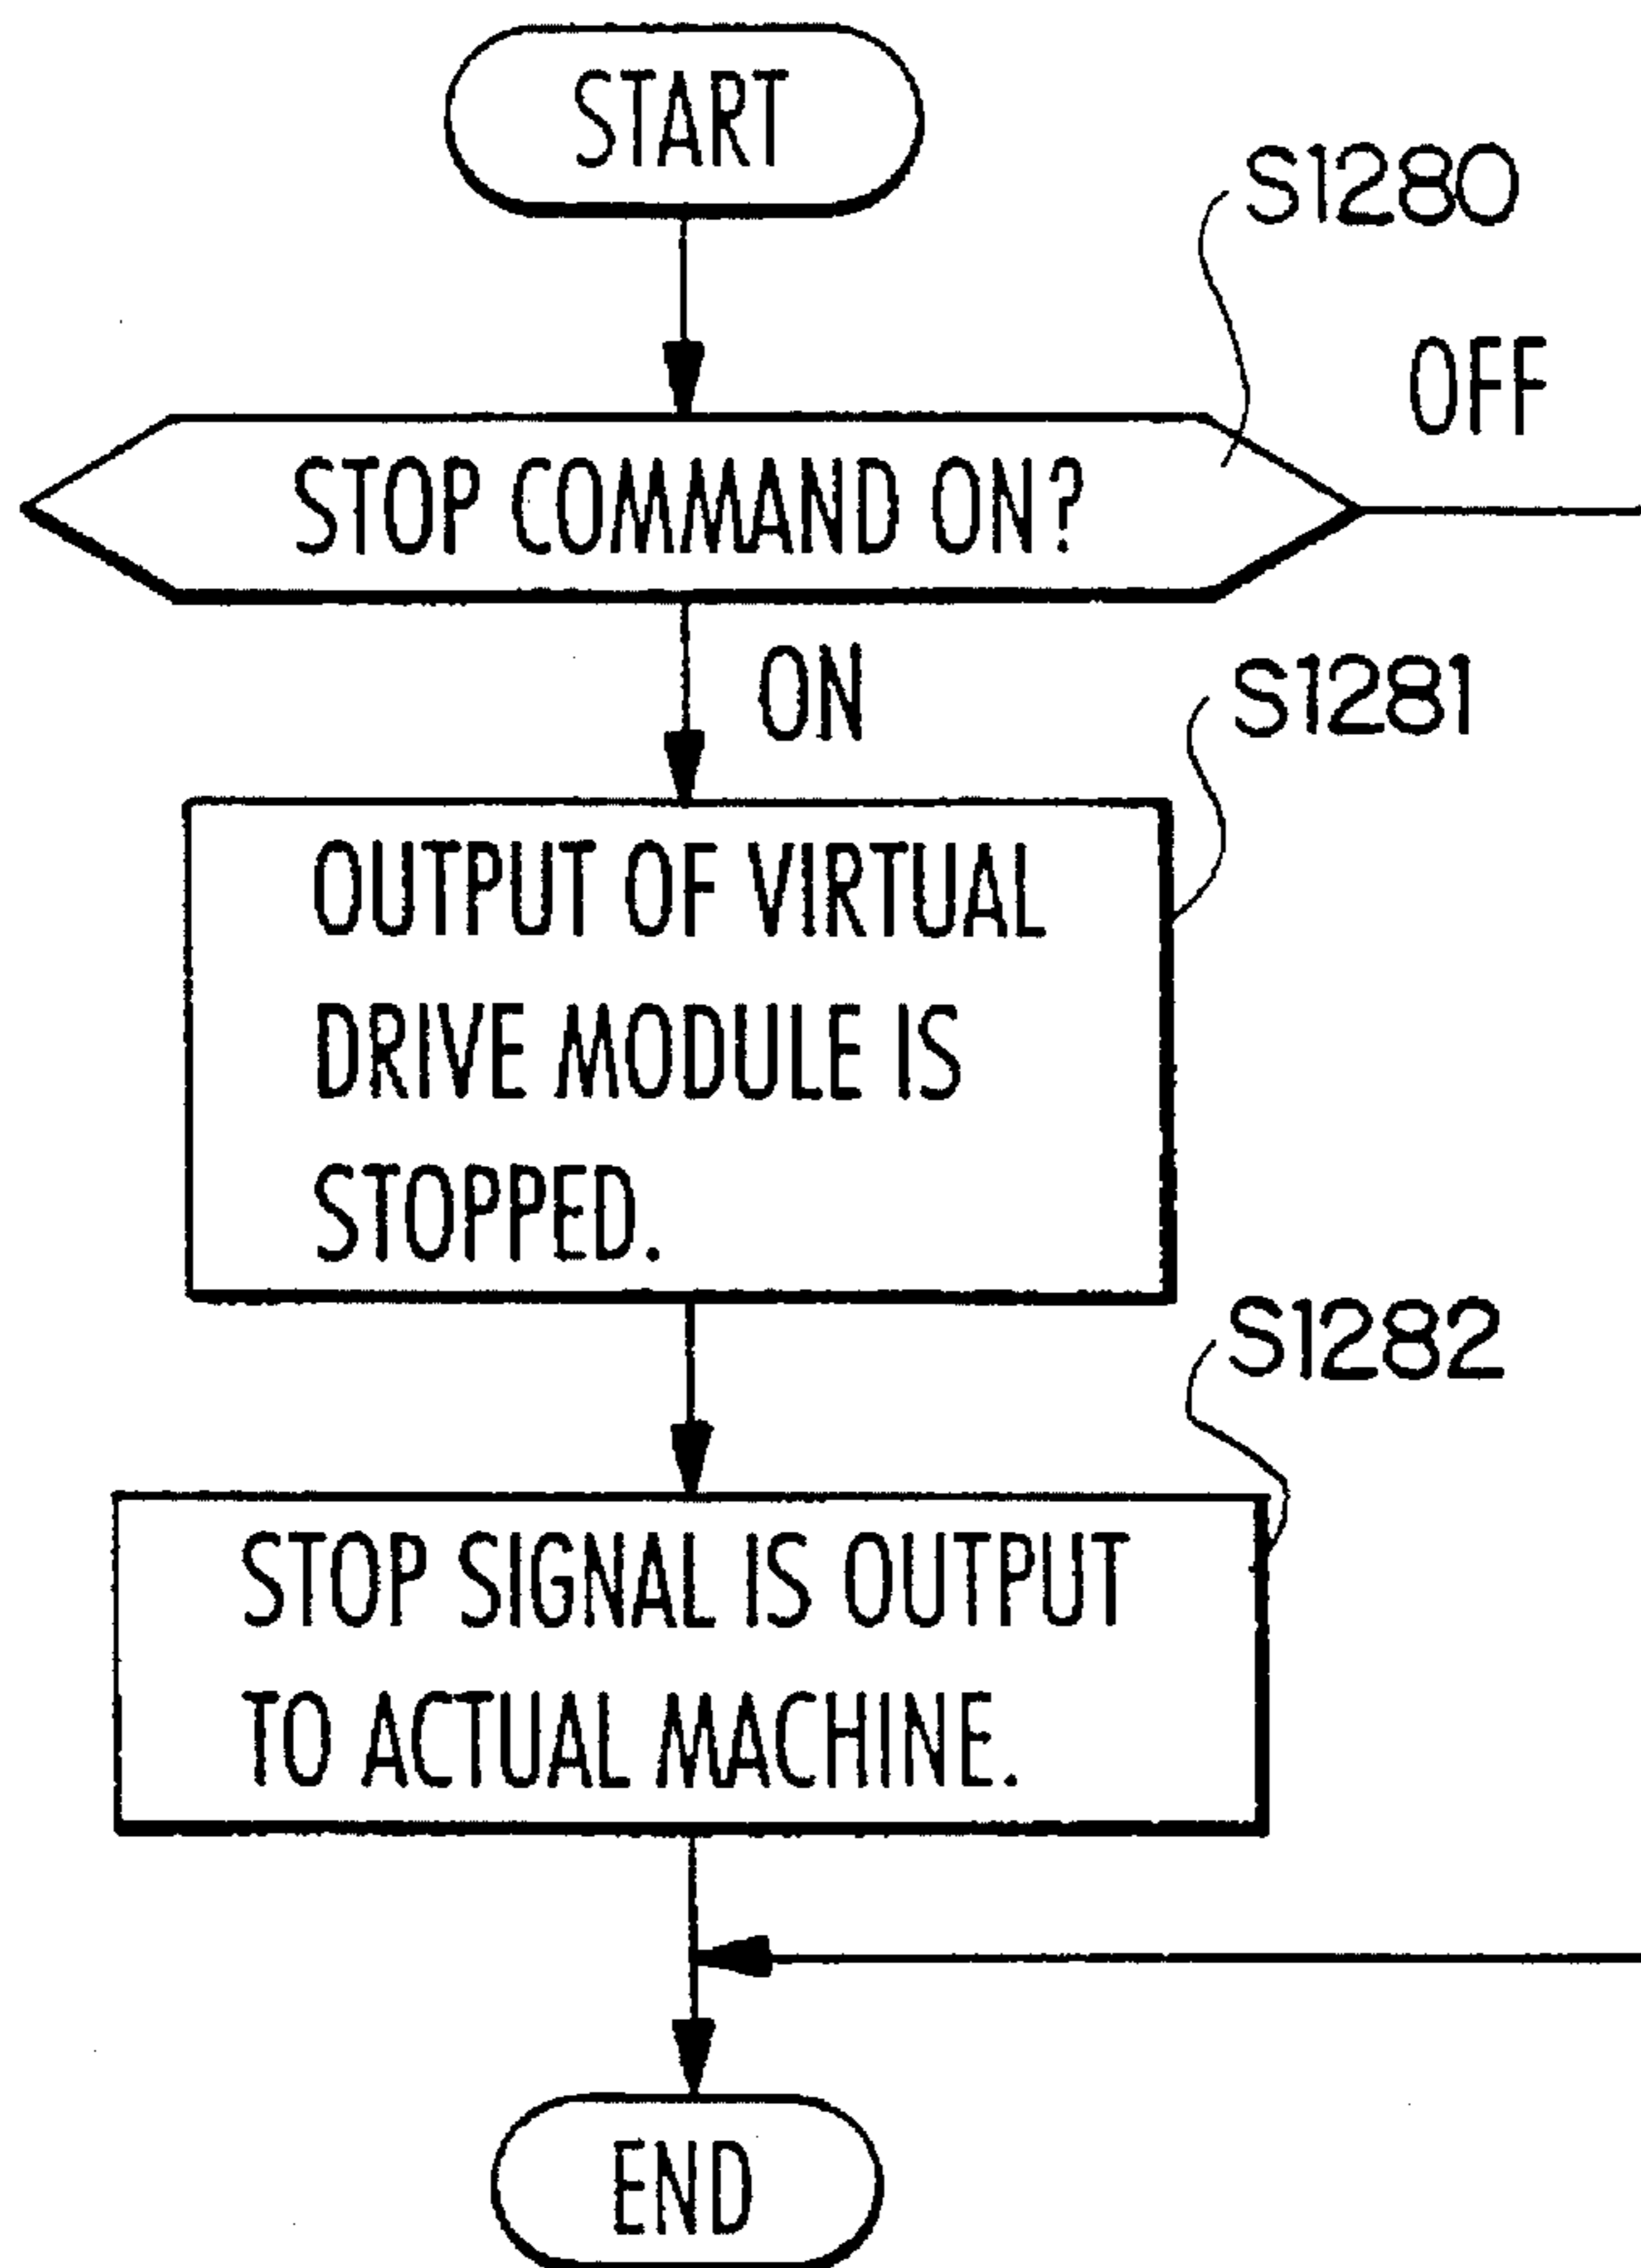 START
S1280
OFF
STOP COMMAND ON?
ON
S1281
OUTPUT OF VIRTUAL
DRIVE MODULE IS
STOPPED.
S1282
STOP SIGNAL IS OUTPUT
TO ACTUAL MACHINE.
END